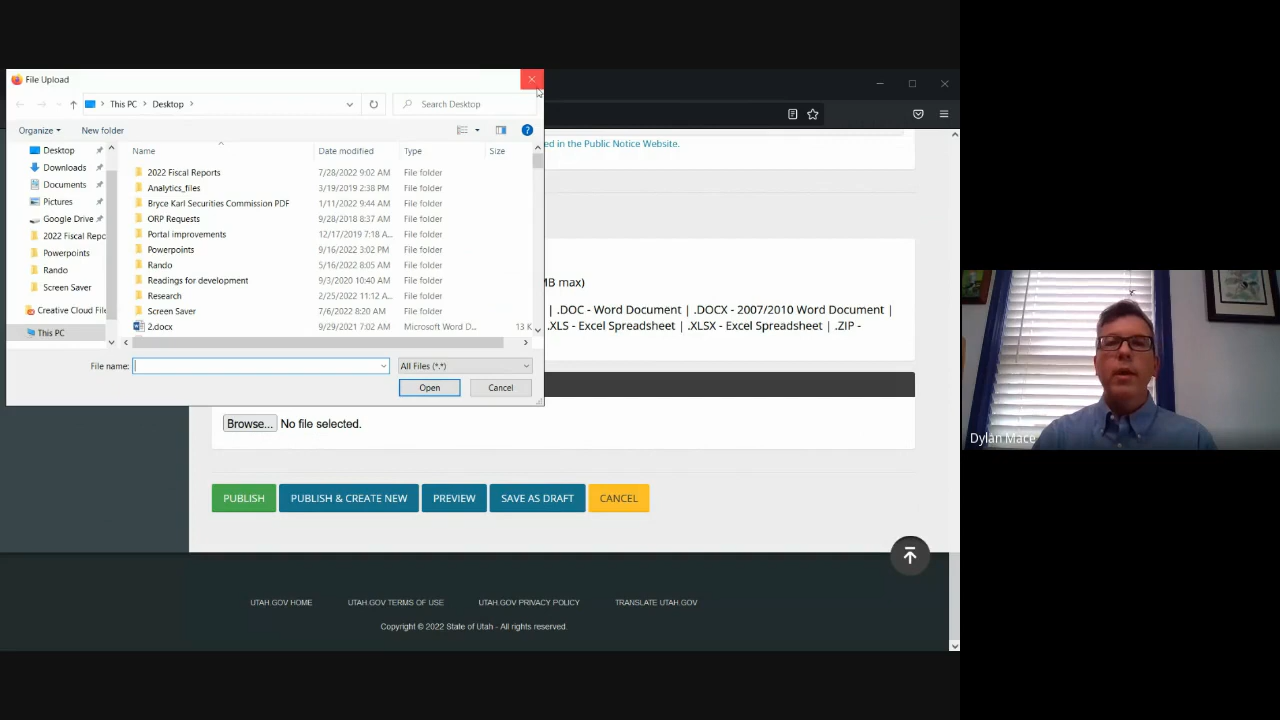 File Upload
This PC > Desktop >
Search Desktop
Organize
New folder
Desktop
Downloads
Documents
Pictures
Google Drive
2022 Fiscal Repc
Powerpoints
Rando
Screen Saver
Creative Cloud File
This PC
Name Date modified Type Size
2022 Fiscal Reports 7/28/2022 9:02 AM File folder
Analytics_files 3/19/2019 2:38 PM File folder
Bryce Karl Securities Commission PDF 1/11/2022 9:44 AM File folder
ORP Requests 9/28/2018 8:37 AM File folder
Portal improvements 12/17/2019 7:18 A... File folder
Powerpoints 9/16/2022 3:02 PM File folder
Rando 5/16/2022 8:05 AM File folder
Readings for development 9/3/2020 10:40 AM File folder
Research 2/25/2022 11:12 A... File folder
Screen Saver 7/6/2022 8:20 AM File folder
2.docx 9/29/2021 7:02 AM Microsoft Word D... 13 K
File name:
All Files (*.*)
Open
Cancel
ed in the Public Notice Website.
MB max)
| .DOC - Word Document | .DOCX - 2007/2010 Word Document |
.XLS - Excel Spreadsheet | .XLSX - Excel Spreadsheet | .ZIP -
Browse... No file selected.
PUBLISH
PUBLISH & CREATE NEW
PREVIEW
SAVE AS DRAFT
CANCEL
UTAH.GOV HOME
UTAH.GOV TERMS OF USE
UTAH.GOV PRIVACY POLICY
TRANSLATE UTAH.GOV
Copyright © 2022 State of Utah - All rights reserved.
Dylan Mace